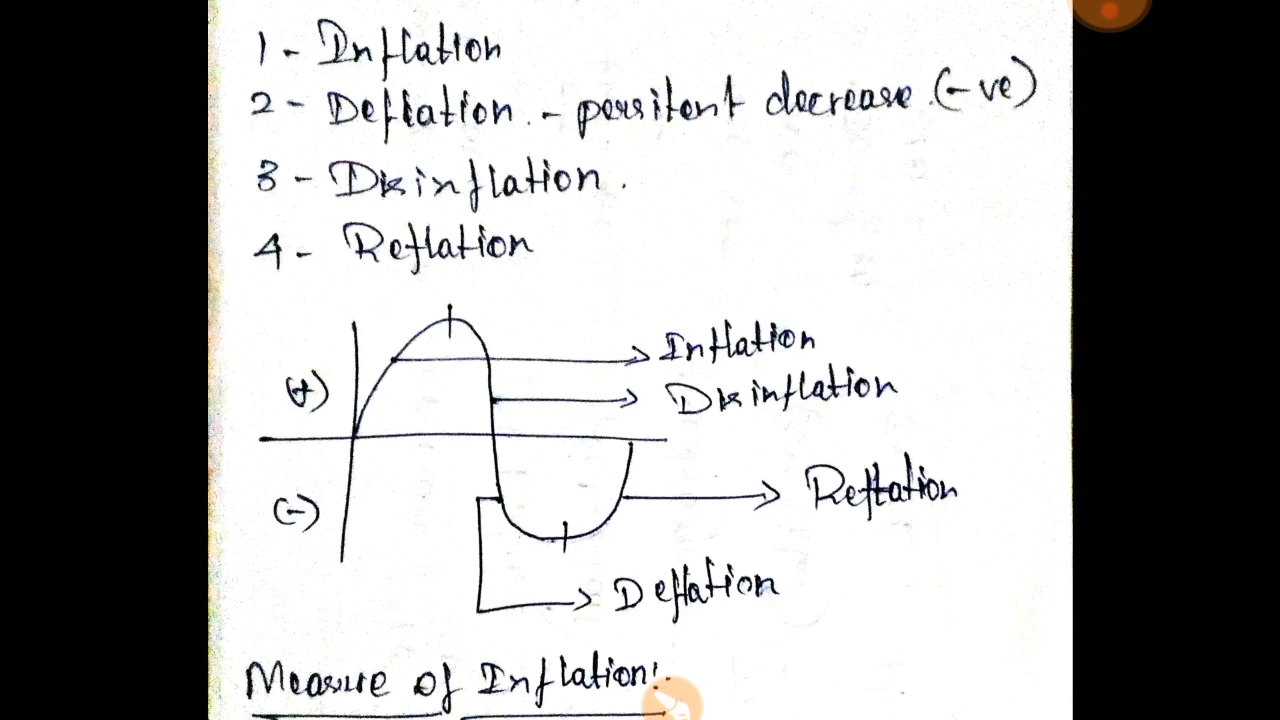 1 - Inflation
2 - Deflation. - persitent decrease. (-ve)
3 - Disinflation.
4 - Reflation
Inflation
(+)
Disinflation
(-)
Reflation
Deflation
Measure of Inflation:.